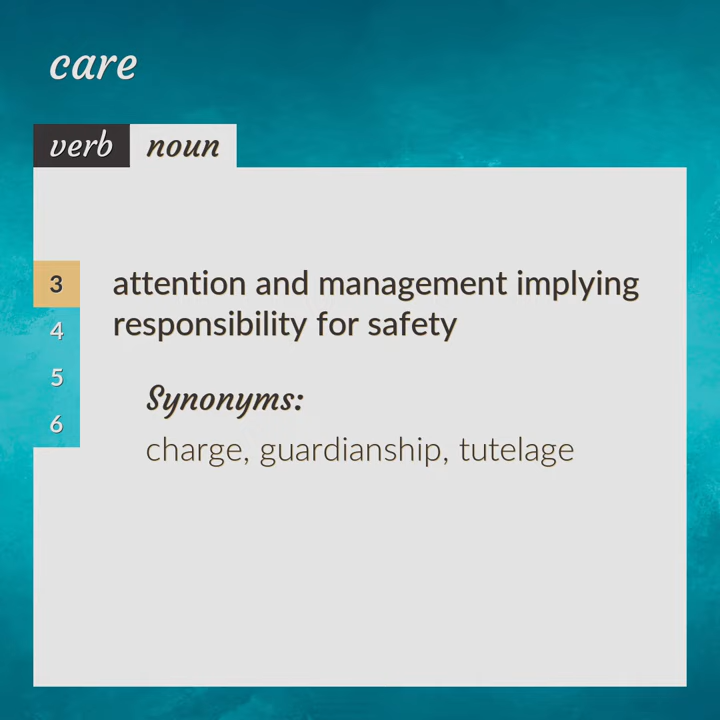 care
verb noun
3
attention and management implying
responsibility for safety
4
5
6
Synonyms:
charge, guardianship, tutelage